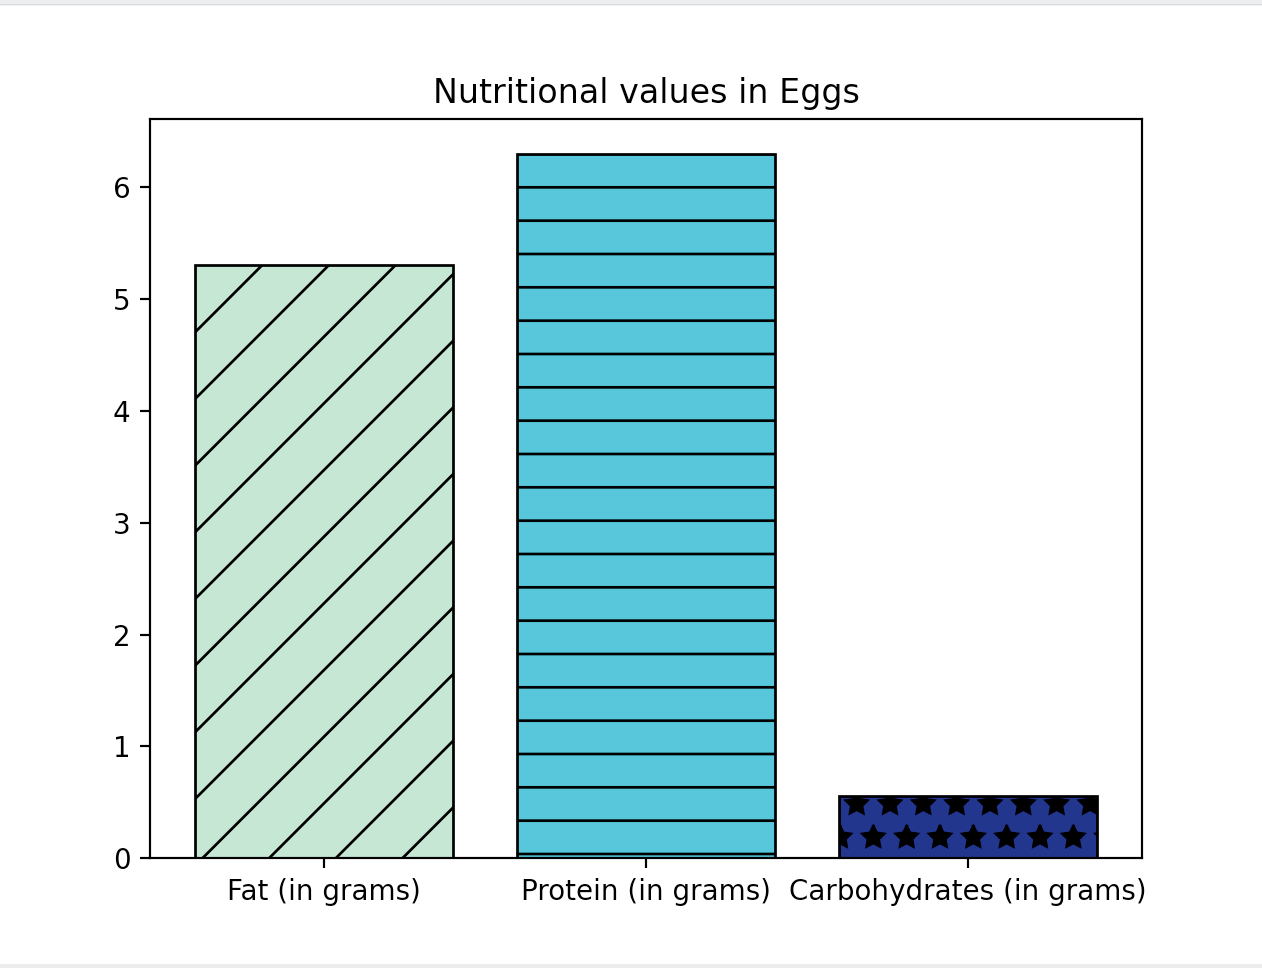 Nutritional values in Eggs
6
5
4
3
2
1
0
Fat (in grams)
Protein (in grams)
Carbohydrates (in grams)